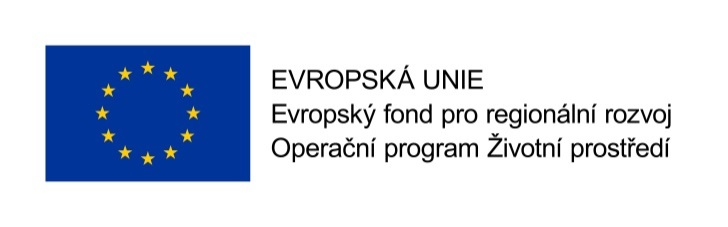 EVROPSKÁ UNIE
Evropský fond pro regionální rozvoj
Operační program Životní prostředí